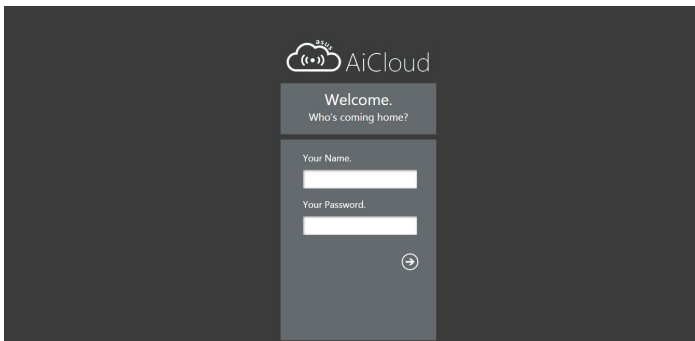 asus
AiCloud
Welcome.
Who's coming home?
Your Name.
Your Password.